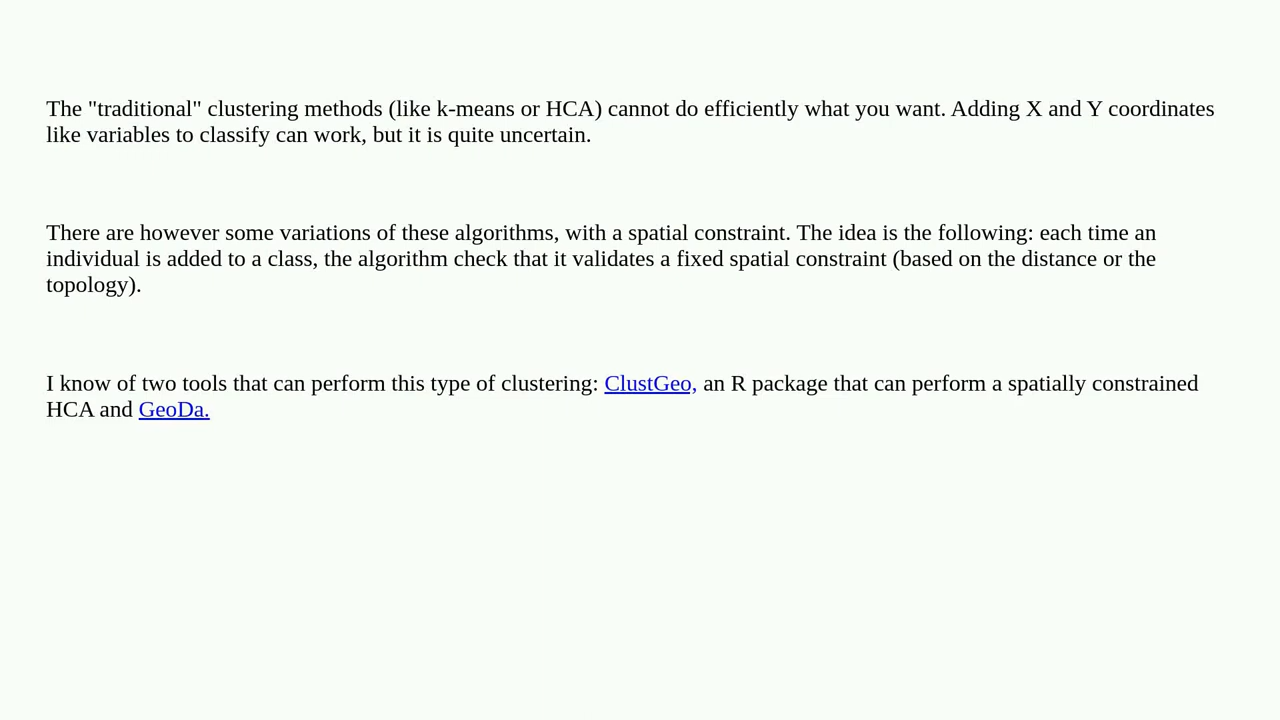 The "traditional" clustering methods (like k-means or HCA) cannot do efficiently what you want. Adding X and Y coordinates
like variables to classify can work, but it is quite uncertain.
There are however some variations of these algorithms, with a spatial constraint. The idea is the following: each time an
individual is added to a class, the algorithm check that it validates a fixed spatial constraint (based on the distance or the
topology).
I know of two tools that can perform this type of clustering: ClustGeo, an R package that can perform a spatially constrained
HCA and GeoDa.